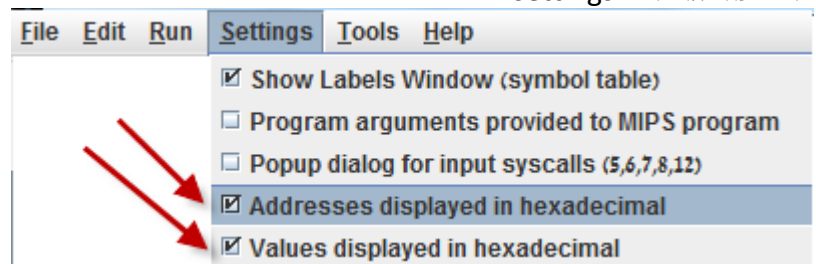 File Edit Run Settings Tools Help
Show Labels Window (symbol table)
Program arguments provided to MIPS program
Popup dialog for input syscalls (5,6,7,8,12)
Addresses displayed in hexadecimal
Values displayed in hexadecimal